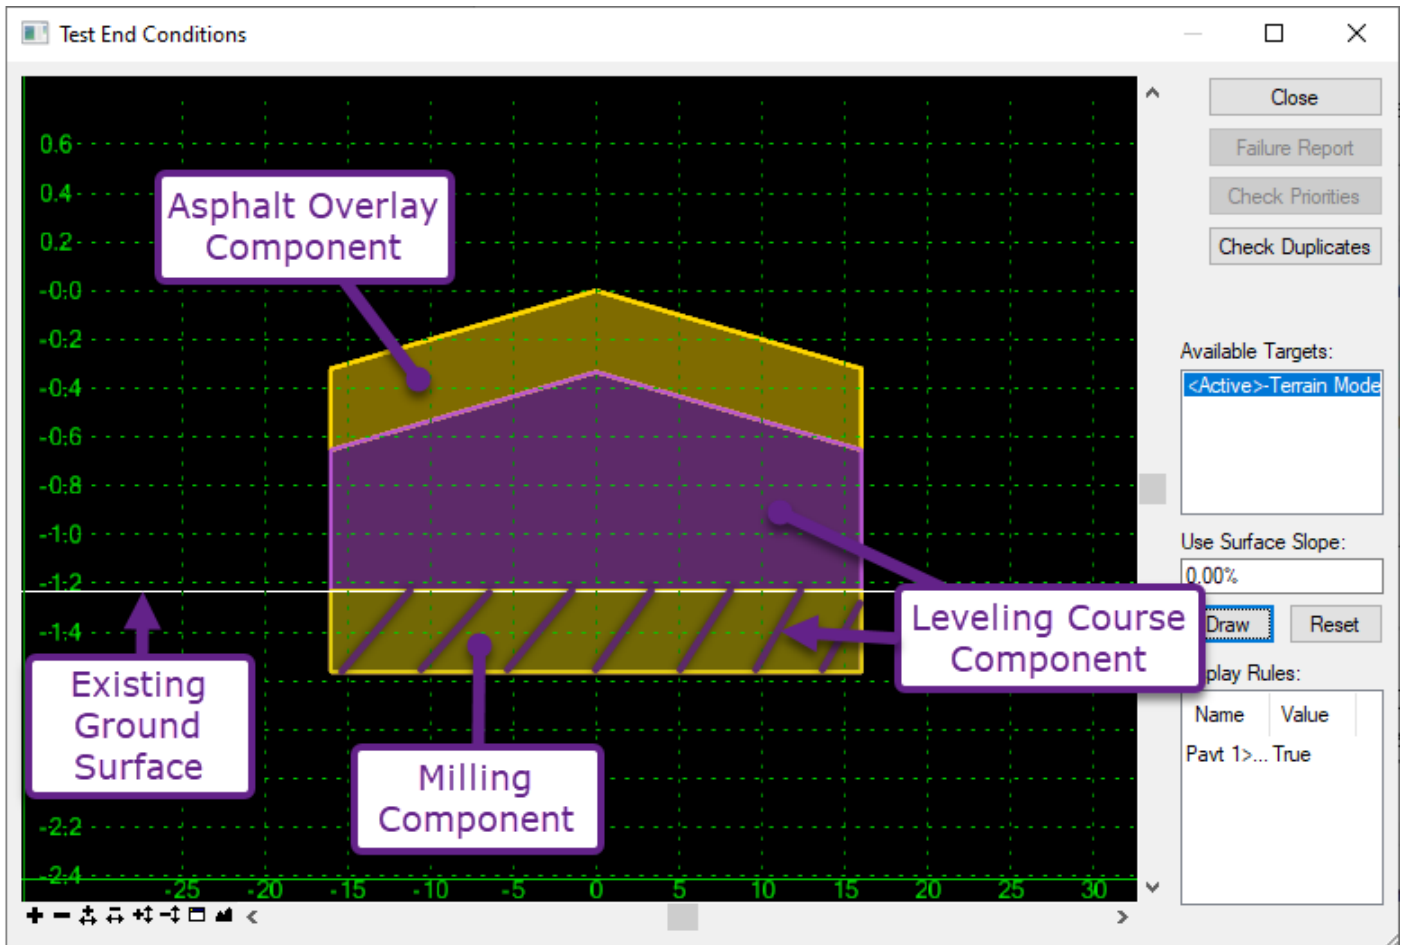 Test End Conditions
Close
Failure Report
Check Priorities
Check Duplicates
Available Targets:
<Active>-Terrain Mode
Use Surface Slope:
0.00%
Draw
Reset
play Rules:
Name Value
Pavt 1>... True
0.6
0.4
0.2
-0.0
-0.2
-0.4
-0.6
-0.8
-1.0
-1.2
-1.4
-2.2
-2.4
-25 -20 -15 -10 -5 0 5 10 15 20 25 30
Asphalt Overlay
Component
Leveling Course
Component
Existing
Ground
Surface
Milling
Component